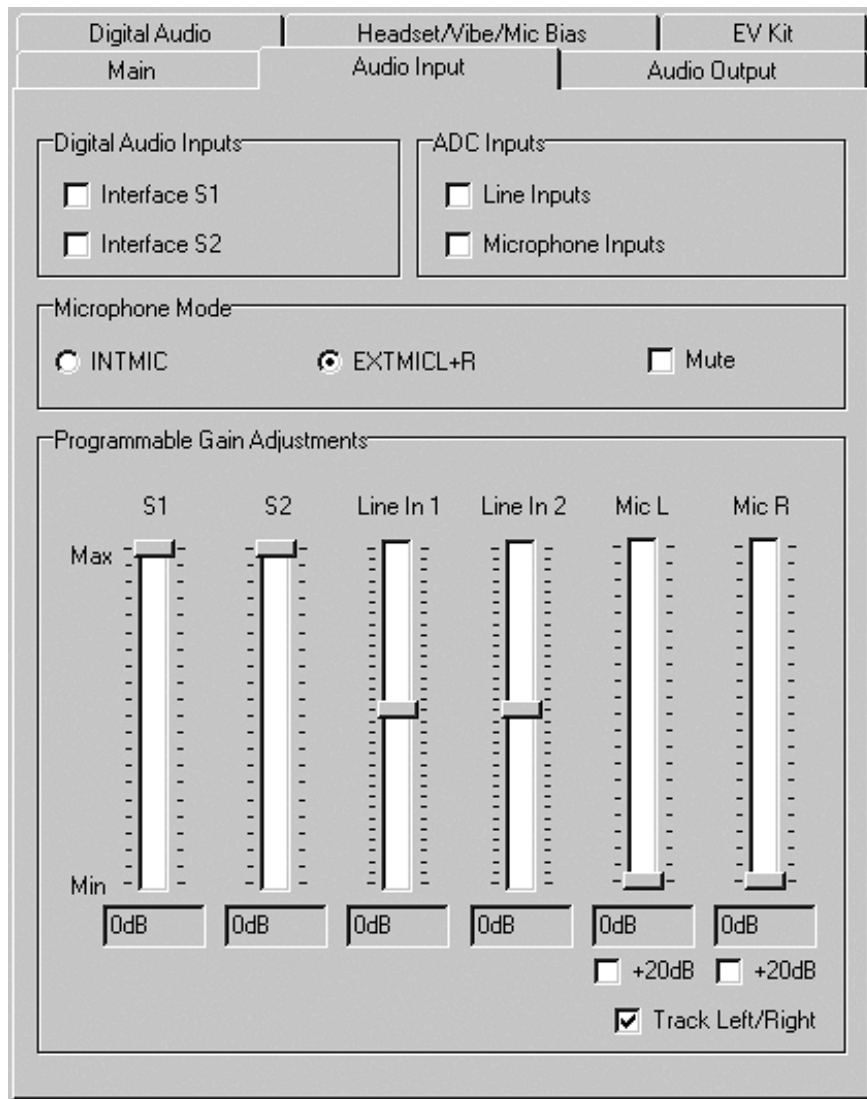 Digital Audio Headset/Vibe/Mic Bias EV Kit
Main Audio Input Audio Output
Digital Audio Inputs ADC Inputs
Interface S1 Line Inputs
Interface S2 Microphone Inputs
Microphone Mode
INTMIC EXTMICL+R Mute
Programmable Gain Adjustments
S1 S2 Line In 1 Line In 2 Mic L Mic R
Max
Min
0dB 0dB 0dB 0dB 0dB 0dB
+20dB +20dB
Track Left/Right